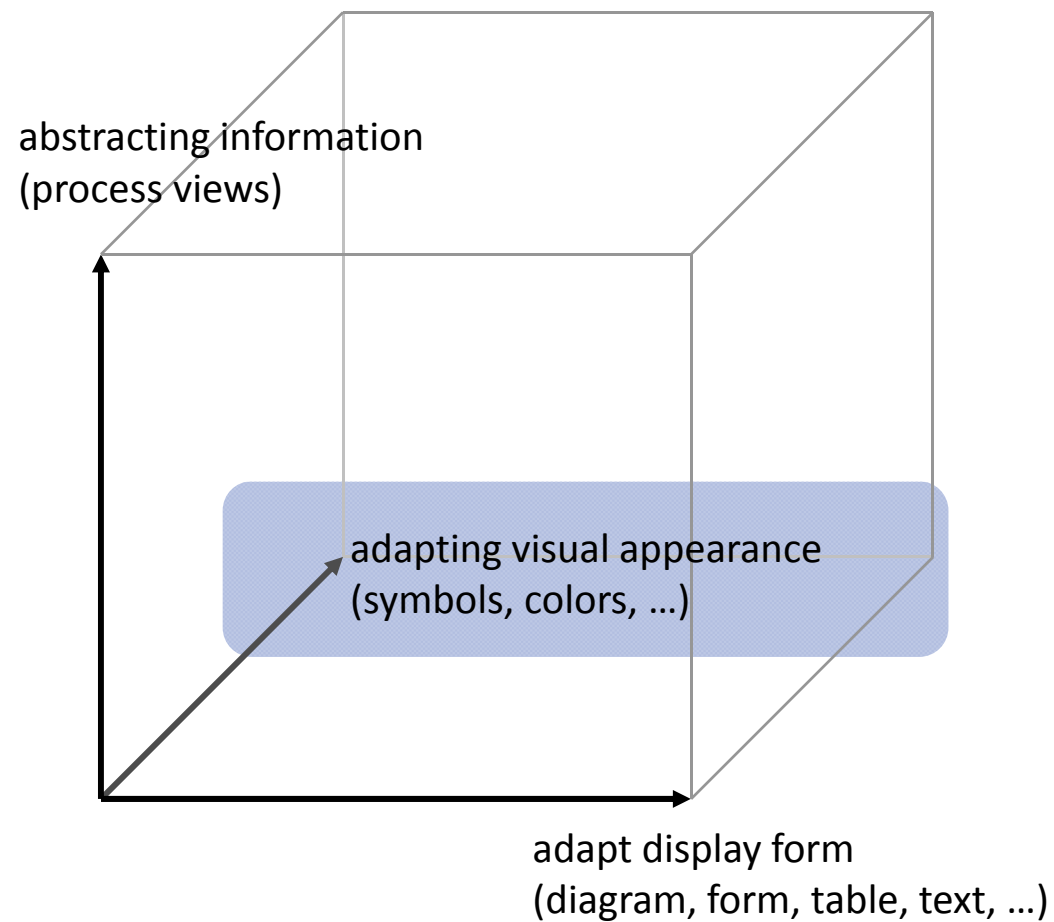 abstracting information
(process views)
adapting visual appearance
(symbols, colors, …)
adapt display form
(diagram, form, table, text, …)